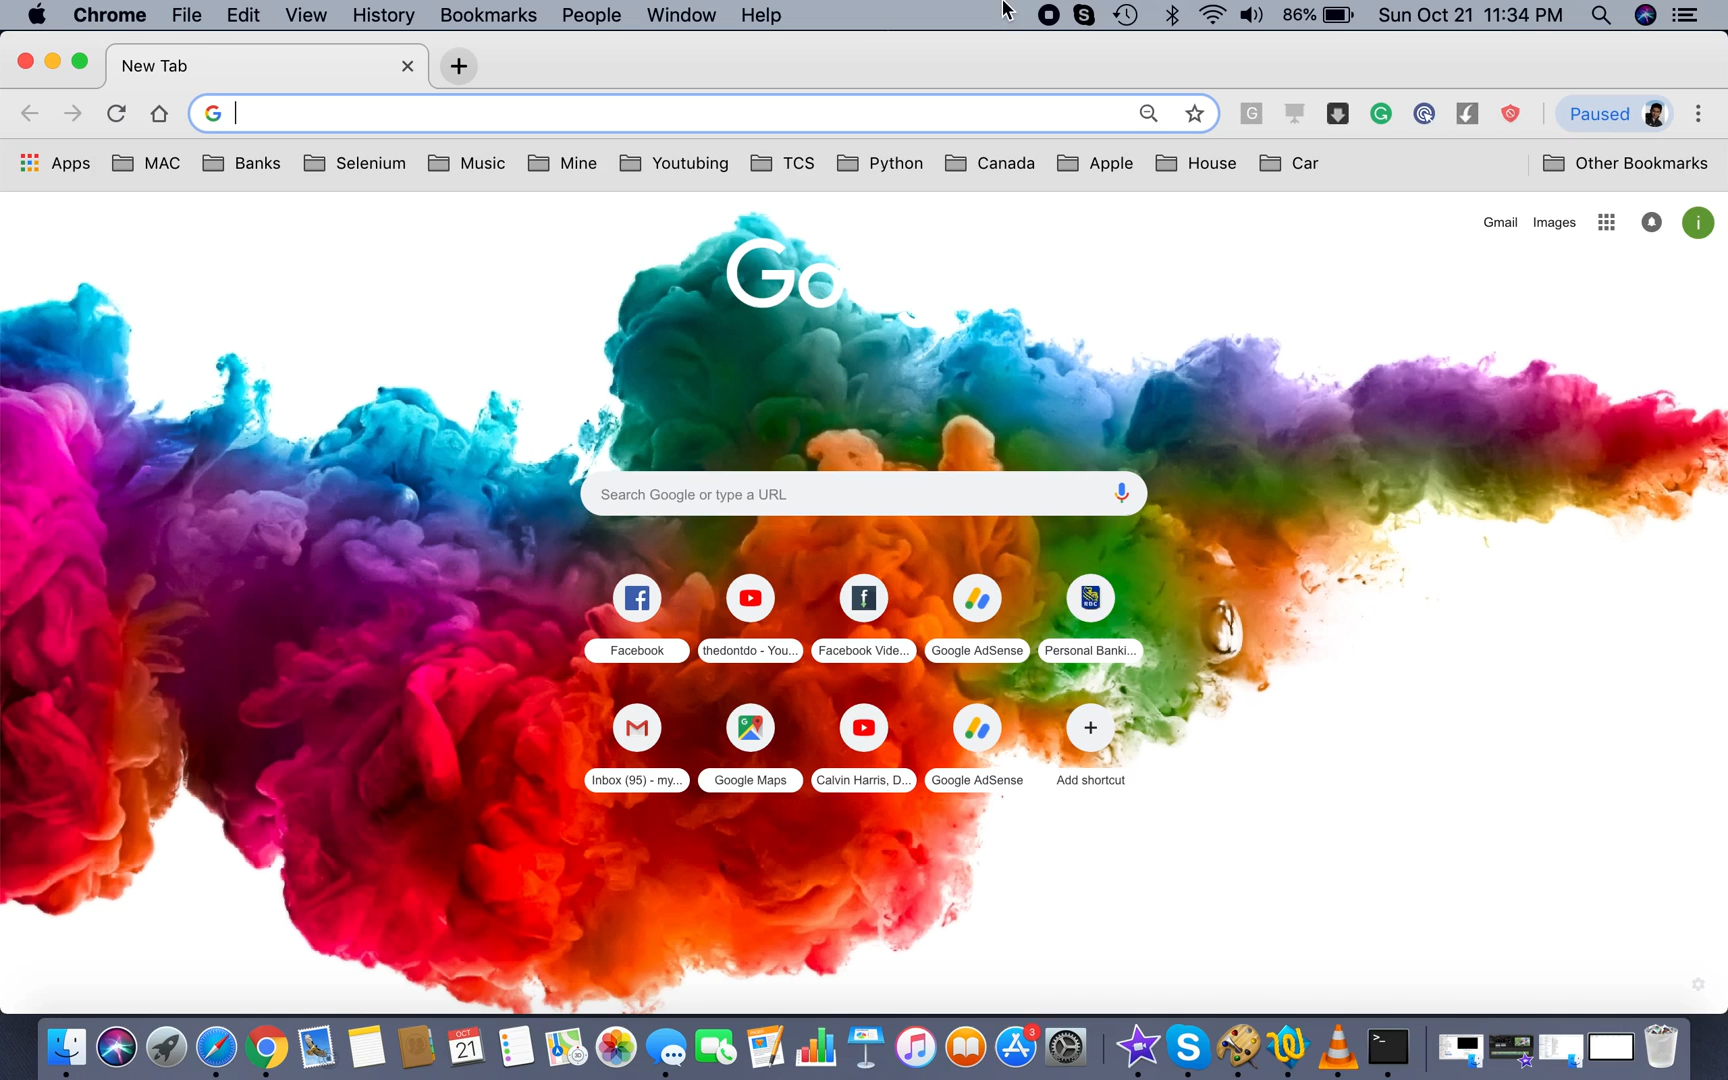 Chrome File Edit View History Bookmarks People Window Help 86% Sun Oct 21 11:34 PM
New Tab
Paused
Apps MAC Banks Selenium Music Mine Youtubing TCS Python Canada Apple House Car Other Bookmarks
Gmail Images i
Go
Search Google or type a URL
Facebook thedontdo - You... Facebook Vide... Google AdSense Personal Banki...
Inbox (95) - my... Google Maps Calvin Harris, D... Google AdSense Add shortcut
OCT
21
3